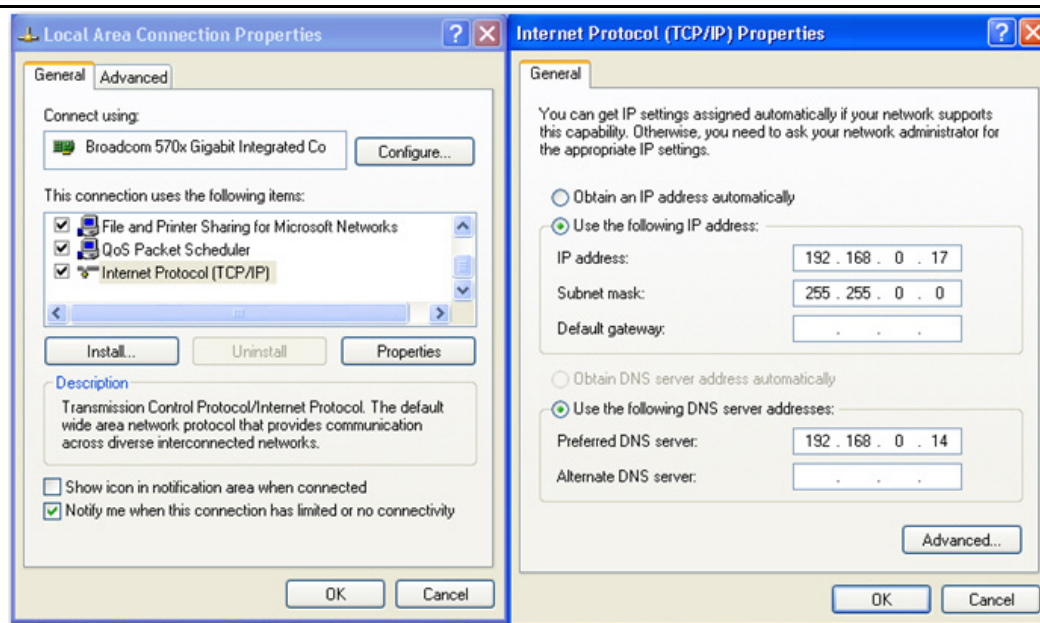 Local Area Connection Properties
General
Advanced
Connect using:
Broadcom 570x Gigabit Integrated Co
Configure...
This connection uses the following items:
File and Printer Sharing for Microsoft Networks
QoS Packet Scheduler
Internet Protocol (TCP/IP)
Install...
Uninstall
Properties
Description
Transmission Control Protocol/Internet Protocol. The default
wide area network protocol that provides communication
across diverse interconnected networks.
Show icon in notification area when connected
Notify me when this connection has limited or no connectivity
OK
Cancel
Internet Protocol (TCP/IP) Properties
General
You can get IP settings assigned automatically if your network supports
this capability. Otherwise, you need to ask your network administrator for
the appropriate IP settings.
Obtain an IP address automatically
Use the following IP address:
IP address: 192 . 168 . 0 . 17
Subnet mask: 255 . 255 . 0 . 0
Default gateway: . . .
Obtain DNS server address automatically
Use the following DNS server addresses:
Preferred DNS server: 192 . 168 . 0 . 14
Alternate DNS server: . . .
Advanced...
OK
Cancel